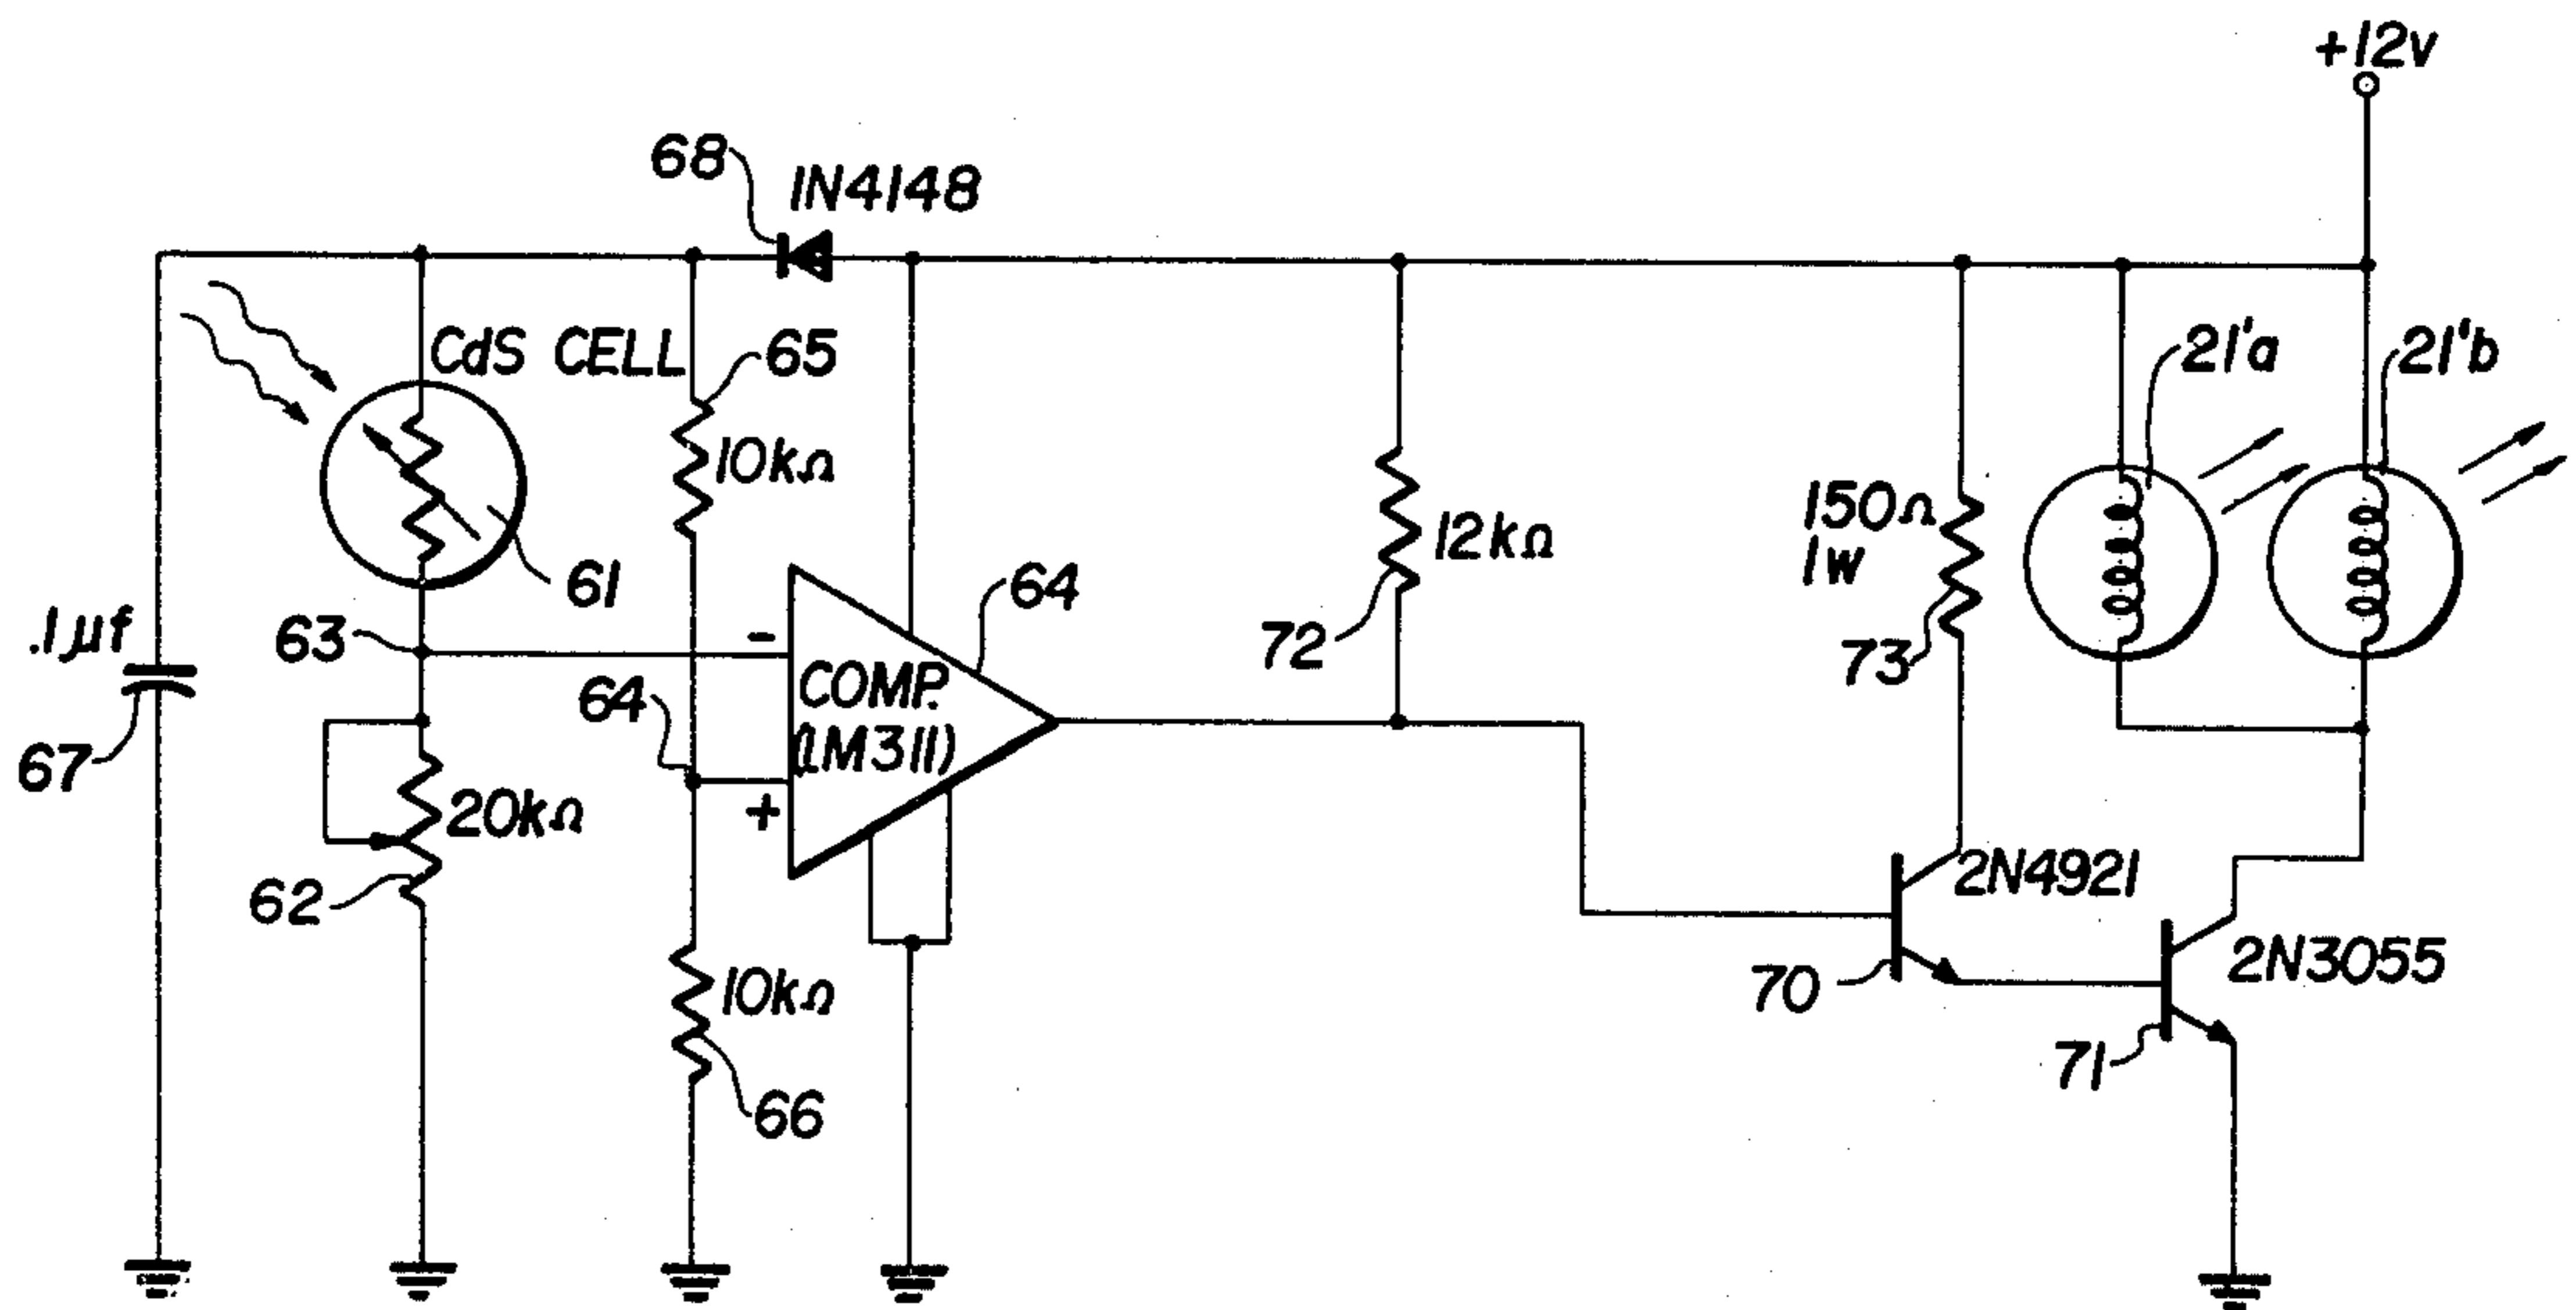 +12v
68
1N4148
CdS CELL
65
21'a
21'b
10kΩ
150Ω
1w
12kΩ
61
64
.1µf
63
-
72
73
64
COMP.
(LM311)
67
+
20kΩ
62
2N4921
10kΩ
70
2N3055
71
66